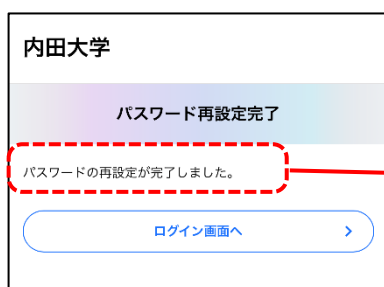 内田大学
パスワード再設定完了
パスワードの再設定が完了しました。
ログイン画面へ